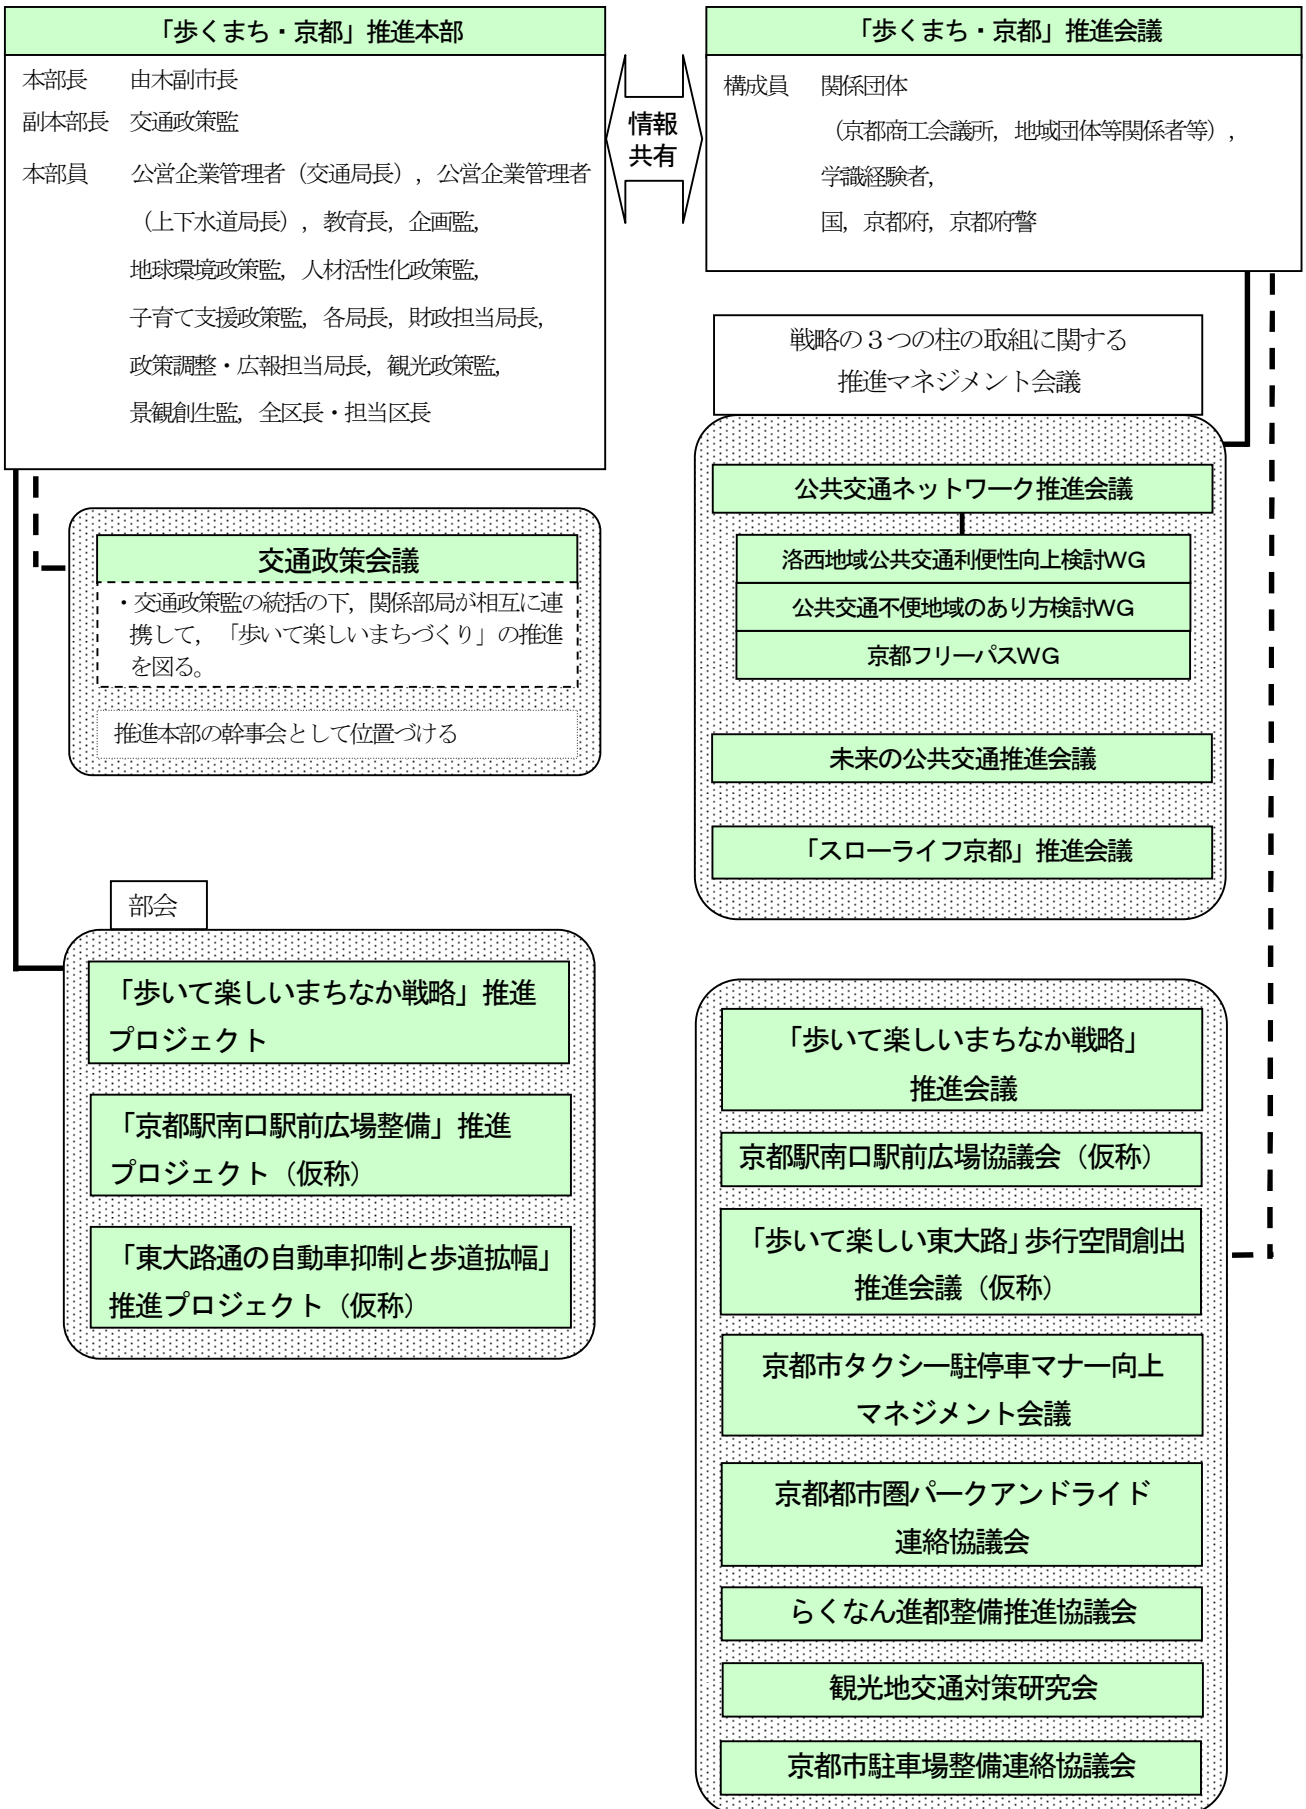 「歩くまち・京都」推進本部
本部長 由木副市長
副本部長 交通政策監
本部員 公営企業管理者（交通局長），公営企業管理者
（上下水道局長），教育長，企画監，
地球環境政策監，人材活性化政策監，
子育て支援政策監，各局長，財政担当局長，
政策調整・広報担当局長，観光政策監，
景観創生監，全区長・担当区長
情報
共有
「歩くまち・京都」推進会議
構成員 関係団体
（京都商工会議所，地域団体等関係者等），
学識経験者，
国，京都府，京都府警
交通政策会議
・交通政策監の統括の下，関係部局が相互に連
携して，「歩いて楽しいまちづくり」の推進
を図る。
推進本部の幹事会として位置づける
部会
「歩いて楽しいまちなか戦略」推進
プロジェクト
「京都駅南口駅前広場整備」推進
プロジェクト（仮称）
「東大路通の自動車抑制と歩道拡幅」
推進プロジェクト（仮称）
戦略の３つの柱の取組に関する
推進マネジメント会議
公共交通ネットワーク推進会議
洛西地域公共交通利便性向上検討ＷＧ
公共交通不便地域のあり方検討ＷＧ
京都フリーパスＷＧ
未来の公共交通推進会議
「スローライフ京都」推進会議
「歩いて楽しいまちなか戦略」
推進会議
京都駅南口駅前広場協議会（仮称）
「歩いて楽しい東大路」歩行空間創出
推進会議（仮称）
京都市タクシー駐停車マナー向上
マネジメント会議
京都都市圏パークアンドライド
連絡協議会
らくなん進都整備推進協議会
観光地交通対策研究会
京都市駐車場整備連絡協議会